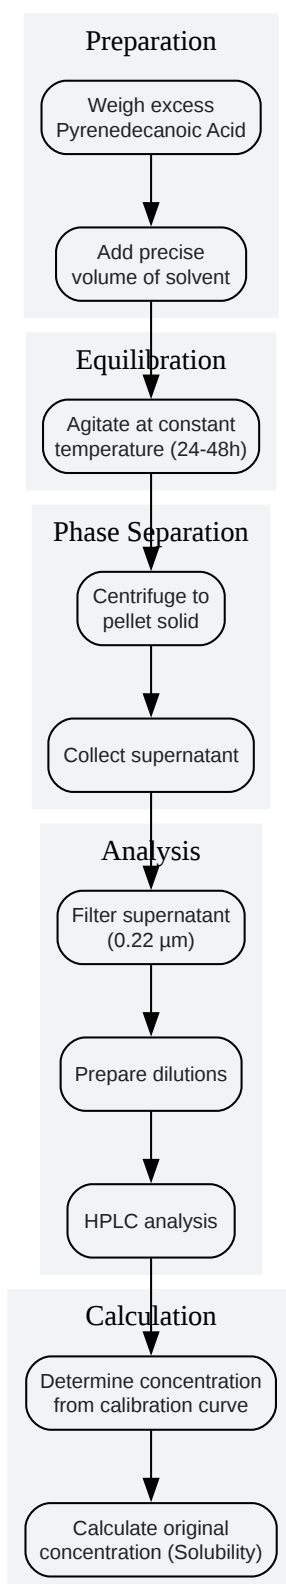 Preparation
Weigh excess
Pyrenedecanoic Acid
Add precise
volume of solvent
Equilibration
Agitate at constant
temperature (24-48h)
Phase Separation
Centrifuge to
pellet solid
Collect supernatant
Analysis
Filter supernatant
(0.22 µm)
Prepare dilutions
HPLC analysis
Calculation
Determine concentration
from calibration curve
Calculate original
concentration (Solubility)